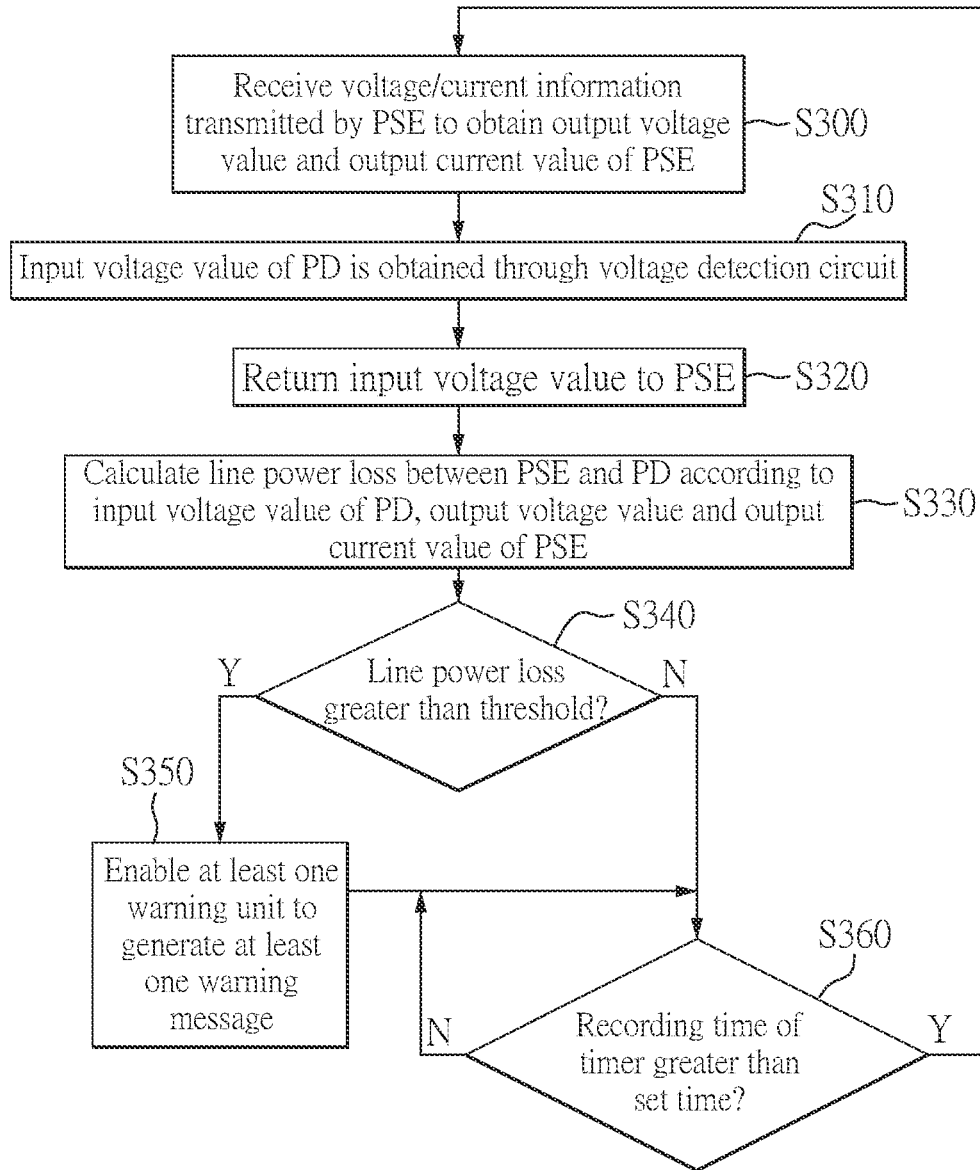 Receive voltage/current information
transmitted by PSE to obtain output voltage
value and output current value of PSE
S300
S310
Input voltage value of PD is obtained through voltage detection circuit
Return input voltage value to PSE
S320
Calculate line power loss between PSE and PD according to
input voltage value of PD, output voltage value and output
current value of PSE
S330
S340
Y
Line power loss
greater than threshold?
N
S350
Enable at least one
warning unit to
generate at least
one warning
message
S360
N
Recording time of
timer greater than
set time?
Y